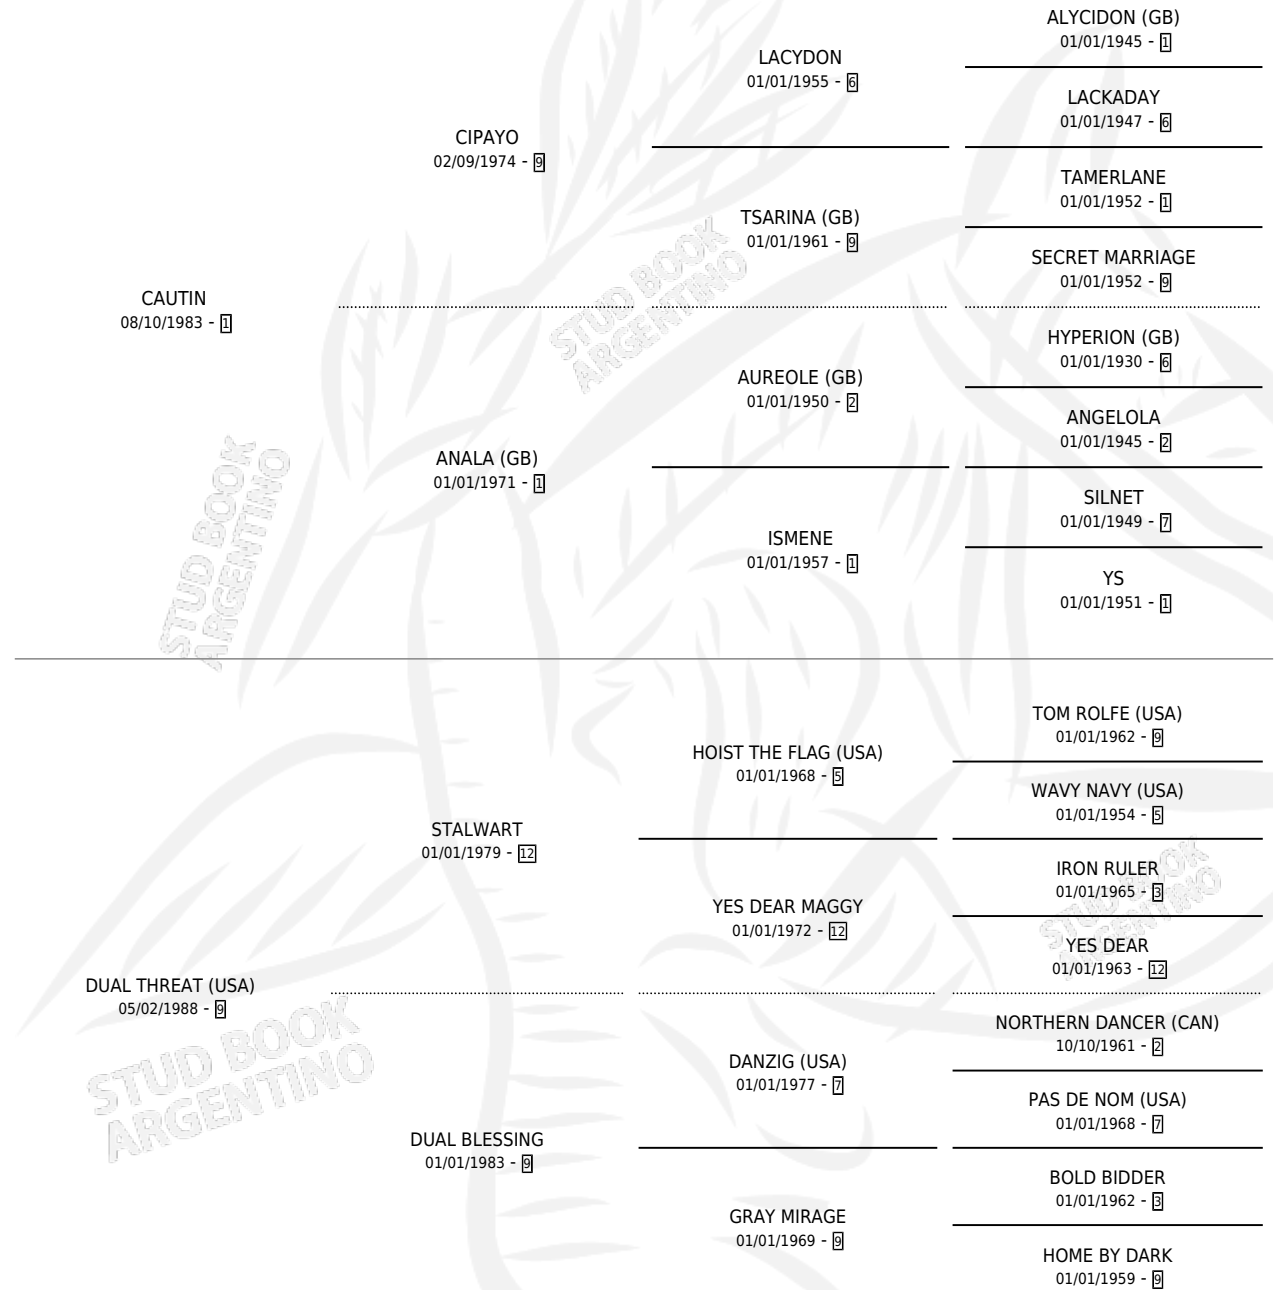 ALYCIDON (GB)
01/01/1945 - 1
LACYDON
01/01/1955 - 6
LACKADAY
01/01/1947 - 6
CIPAYO
02/09/1974 - 9
TAMERLANE
01/01/1952 - 1
TSARINA (GB)
01/01/1961 - 9
SECRET MARRIAGE
01/01/1952 - 9
CAUTIN
08/10/1983 - 1
STUD BOOK
ARGENTINO
HYPERION (GB)
01/01/1930 - 6
AUREOLE (GB)
01/01/1950 - 2
ANGELOLA
01/01/1945 - 2
ANALA (GB)
01/01/1971 - 1
SILNET
01/01/1949 - 7
ISMENE
01/01/1957 - 1
YS
01/01/1951 - 1
STUD BOOK
ARGENTINO
TOM ROLFE (USA)
01/01/1962 - 9
HOIST THE FLAG (USA)
01/01/1968 - 5
WAVY NAVY (USA)
01/01/1954 - 5
STALWART
01/01/1979 - 12
IRON RULER
01/01/1965 - 3
YES DEAR MAGGY
01/01/1972 - 12
STUD BOOK
ARGENTINO
YES DEAR
01/01/1963 - 12
DUAL THREAT (USA)
05/02/1988 - 9
STUD BOOK
ARGENTINO
NORTHERN DANCER (CAN)
10/10/1961 - 2
DANZIG (USA)
01/01/1977 - 7
PAS DE NOM (USA)
01/01/1968 - 7
DUAL BLESSING
01/01/1983 - 9
BOLD BIDDER
01/01/1962 - 3
GRAY MIRAGE
01/01/1969 - 9
HOME BY DARK
01/01/1959 - 9